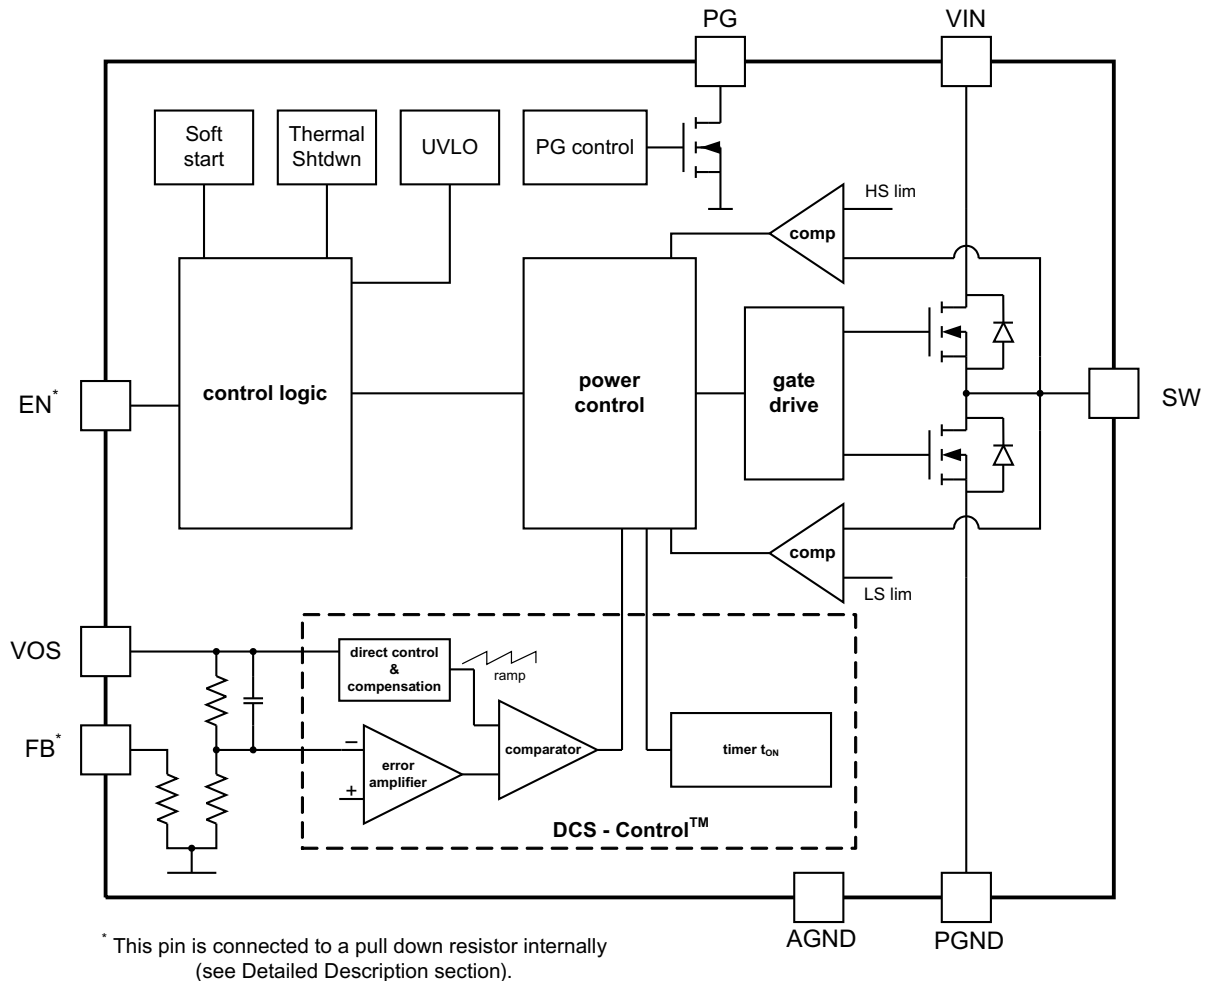 PG
VIN
Soft
start
Thermal
Shtdwn
UVLO
PG control
HS lim
comp
control logic
power
control
gate
drive
EN*
SW
comp
LS lim
VOS
direct control
&
compensation
ramp
FB*
−
error
amplifier
+
comparator
timer tON
DCS - Control™
AGND
PGND
* This pin is connected to a pull down resistor internally
(see Detailed Description section).